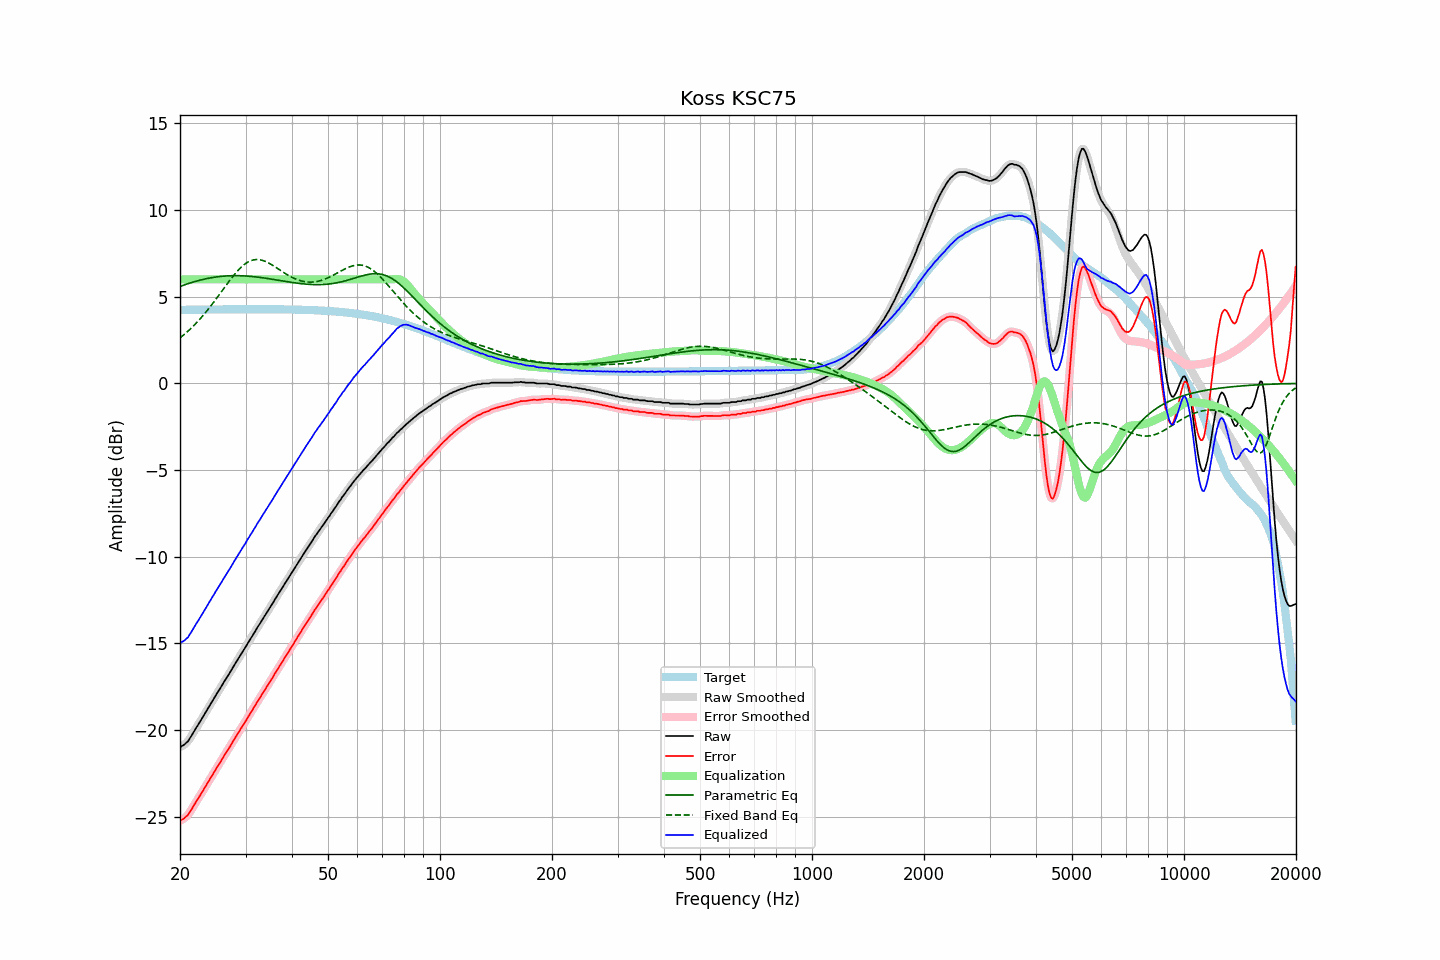 Koss KSC75
15
10
5
0
−5
−10
−15
−20
−25
Amplitude (dBr)
Target
Raw Smoothed
Error Smoothed
Raw
Error
Equalization
Parametric Eq
Fixed Band Eq
Equalized
20 50 100 200 500 1000 2000 5000 10000 20000
Frequency (Hz)